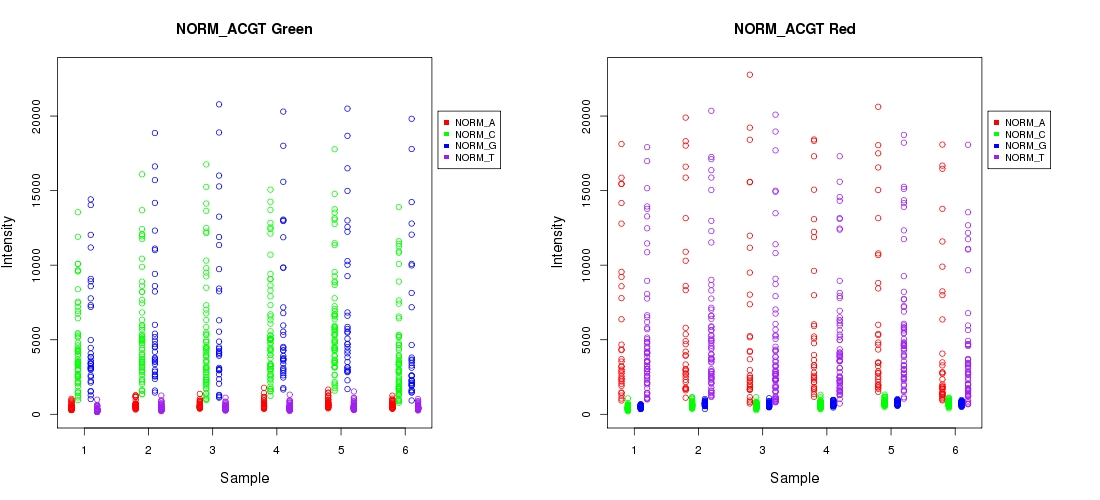 NORM_ACGT Green
Intensity
20000
15000
10000
5000
0
1 2 3 4 5 6
Sample
NORM_A
NORM_C
NORM_G
NORM_T
NORM_ACGT Red
Intensity
20000
15000
10000
5000
0
1 2 3 4 5 6
Sample
NORM_A
NORM_C
NORM_G
NORM_T